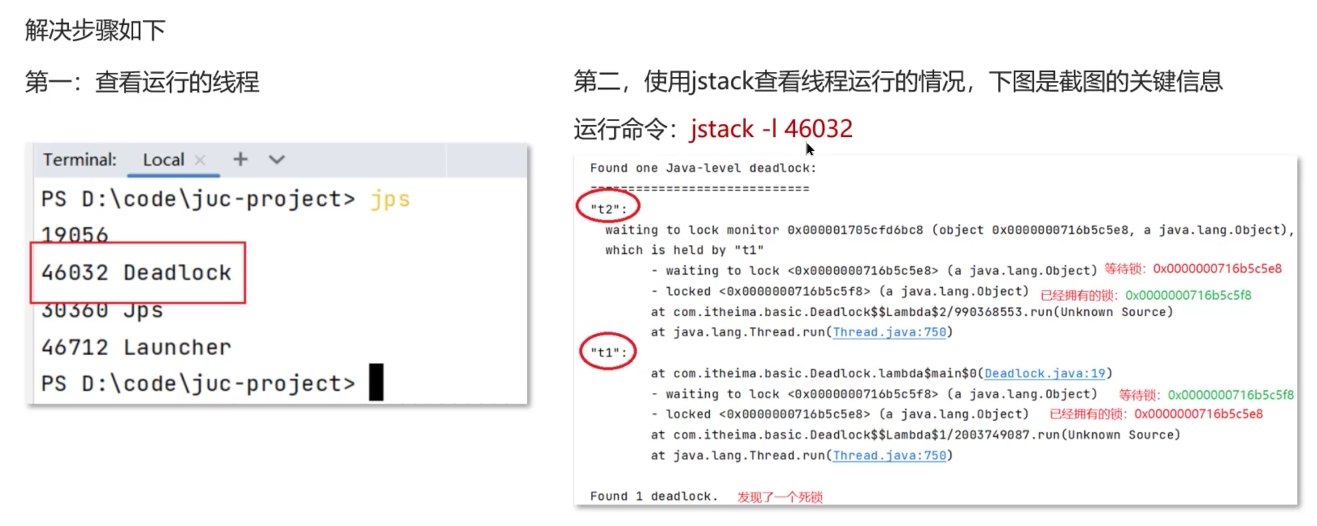 解决步骤如下
第一：查看运行的线程
Terminal: Local × +
PS D:\code\juc-project> jps
19056
46032 Deadlock
30360 Jps
46712 Launcher
PS D:\code\juc-project>
第二，使用jstack查看线程运行的情况，下图是截图的关键信息
运行命令：jstack -l 46032
Found one Java-level deadlock:
=============================
"t2":
waiting to lock monitor 0x000001705cfd6bc8 (object 0x0000000716b5c5e8, a java.lang.Object),
which is held by "t1"
- waiting to lock <0x0000000716b5c5e8> (a java.lang.Object) 等待锁：0x0000000716b5c5e8
- locked <0x0000000716b5c5f8> (a java.lang.Object) 已经拥有的锁：0x0000000716b5c5f8
at com.itheima.basic.Deadlock$$Lambda$2/990368553.run(Unknown Source)
at java.lang.Thread.run(Thread.java:750)
"t1":
at com.itheima.basic.Deadlock.lambda$main$0(Deadlock.java:19)
- waiting to lock <0x0000000716b5c5f8> (a java.lang.Object) 等待锁：0x0000000716b5c5f8
- locked <0x0000000716b5c5e8> (a java.lang.Object) 已经拥有的锁：0x0000000716b5c5e8
at com.itheima.basic.Deadlock$$Lambda$1/2003749087.run(Unknown Source)
at java.lang.Thread.run(Thread.java:750)
Found 1 deadlock. 发现了一个死锁